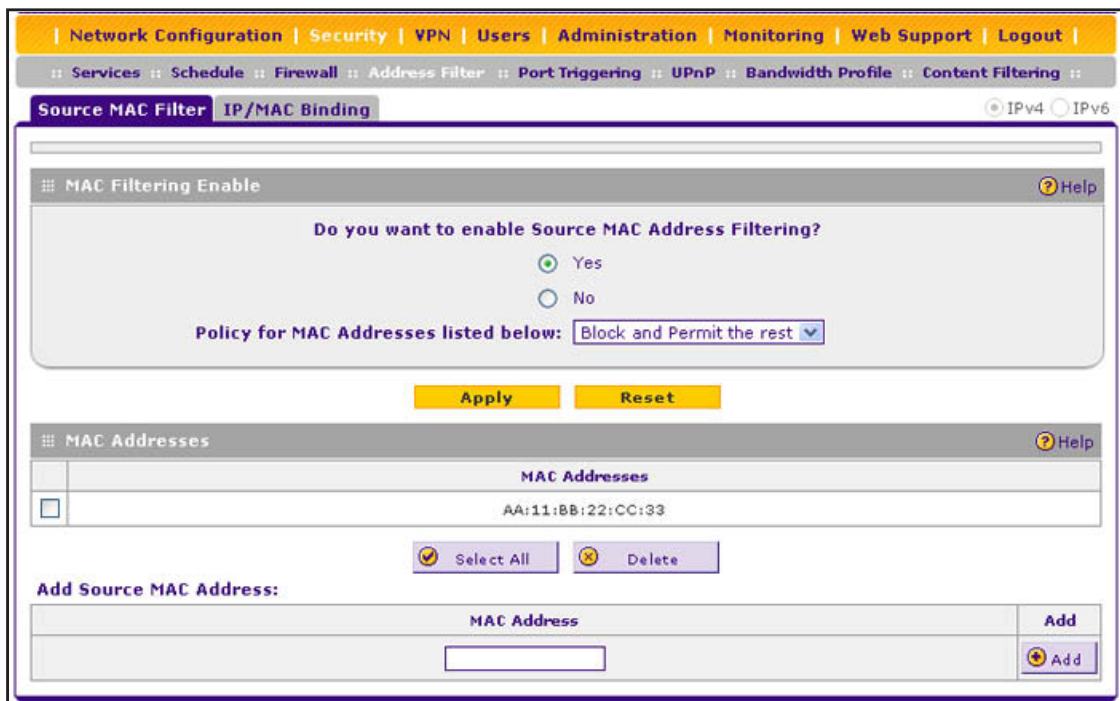 | Network Configuration | Security | VPN | Users | Administration | Monitoring | Web Support | Logout |
:: Services :: Schedule :: Firewall :: Address Filter :: Port Triggering :: UPnP :: Bandwidth Profile :: Content Filtering ::
Source MAC Filter IP/MAC Binding IPv4 IPv6
MAC Filtering Enable ? Help
Do you want to enable Source MAC Address Filtering?
Yes
No
Policy for MAC Addresses listed below: Block and Permit the rest
Apply Reset
MAC Addresses ? Help
MAC Addresses
AA:11:BB:22:CC:33
Select All Delete
Add Source MAC Address:
MAC Address Add
Add